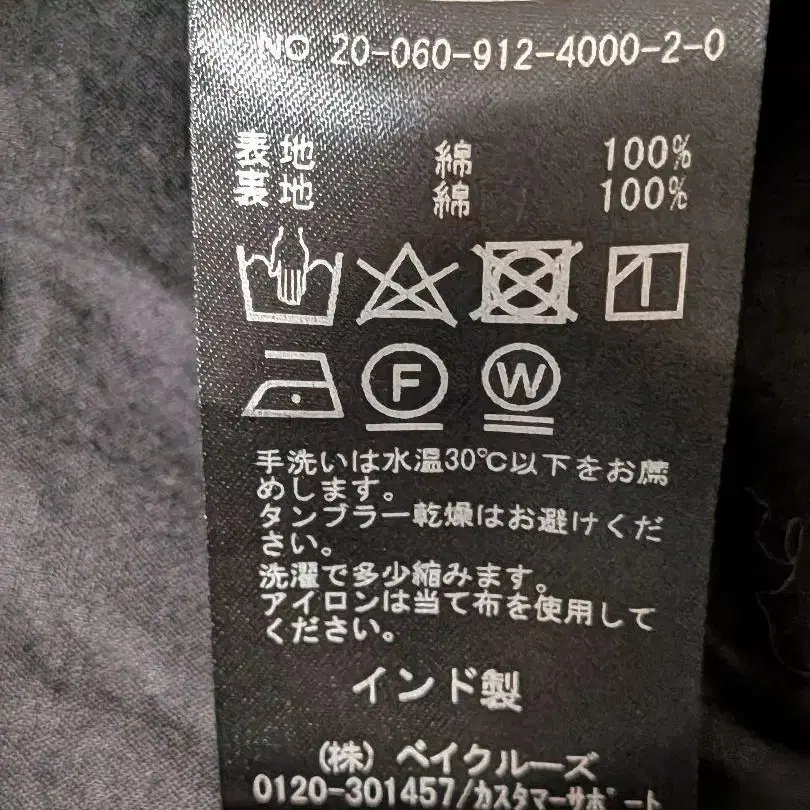 NO 20-060-912-4000-2-0
表地 綿 100%
裏地 綿 100%
F W
手洗いは水温30℃以下をお薦
めします。
タンブラー乾燥はお避けくだ
さい。
洗濯で多少縮みます。
アイロンは当て布を使用して
ください。
インド製
(株) ベイクルーズ
0120-301457/カスタマーサポート